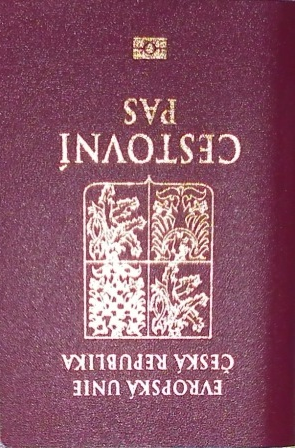 EVROPSKÁ UNIE
ČESKÁ REPUBLIKA
CESTOVNÍ
PAS